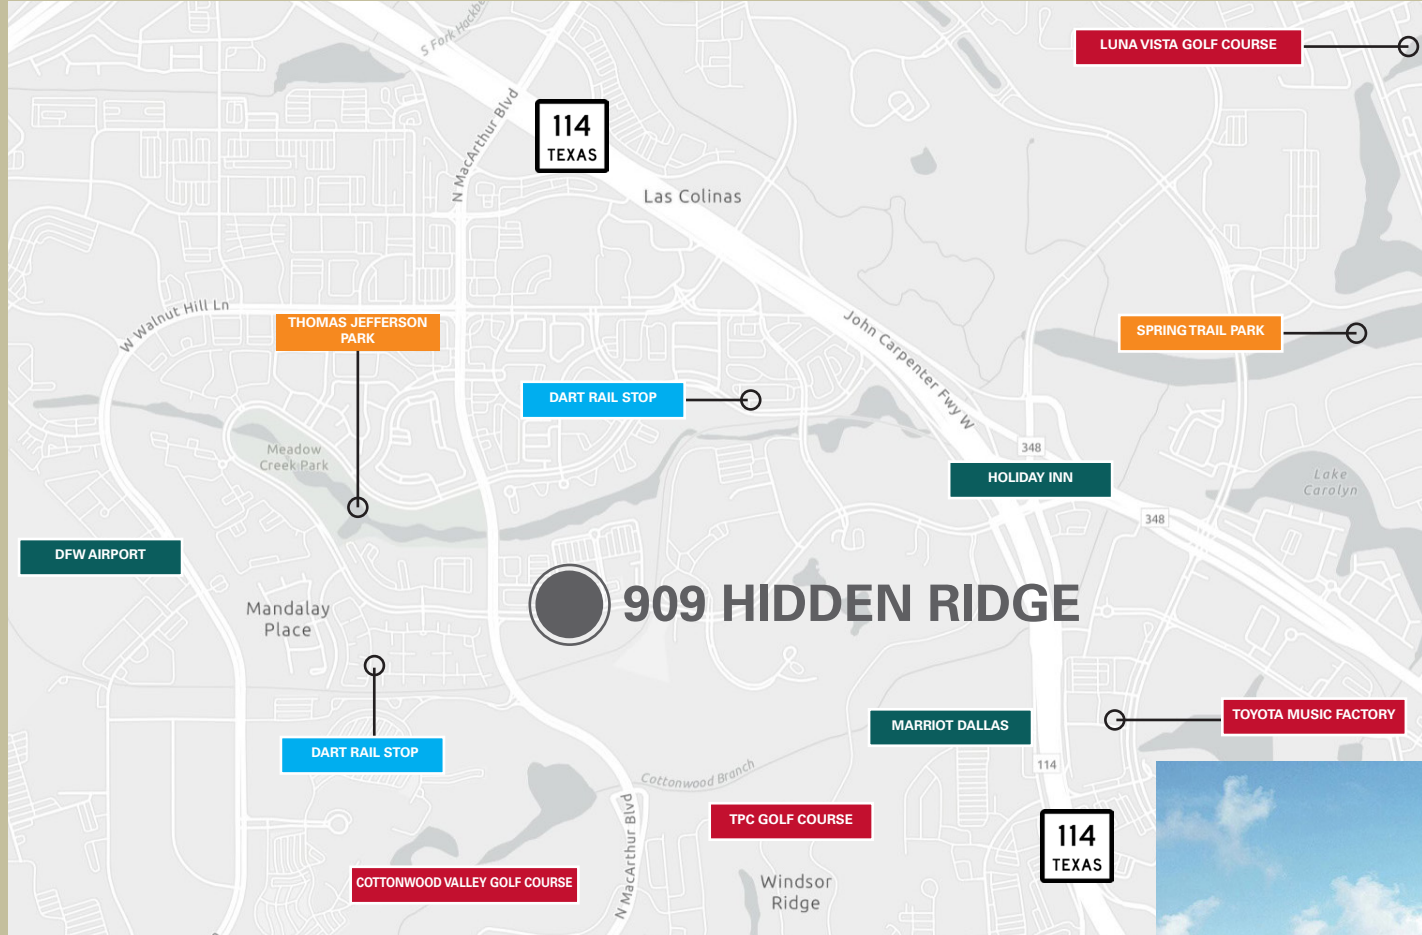 LUNA VISTA GOLF COURSE
N MacArthur Blvd
114
TEXAS
Las Colinas
W Walnut Hill Ln
THOMAS JEFFERSON
PARK
John Carpenter Fwy W
SPRING TRAIL PARK
DART RAIL STOP
Meadow
Creek Park
348
HOLIDAY INN
Lake
Carolyn
348
DFW AIRPORT
909 HIDDEN RIDGE
Mandalay
Place
MARRIOT DALLAS
TOYOTA MUSIC FACTORY
DART RAIL STOP
114
Cottonwood Branch
N MacArthur Blvd
TPC GOLF COURSE
114
TEXAS
COTTONWOOD VALLEY GOLF COURSE
Windsor
Ridge